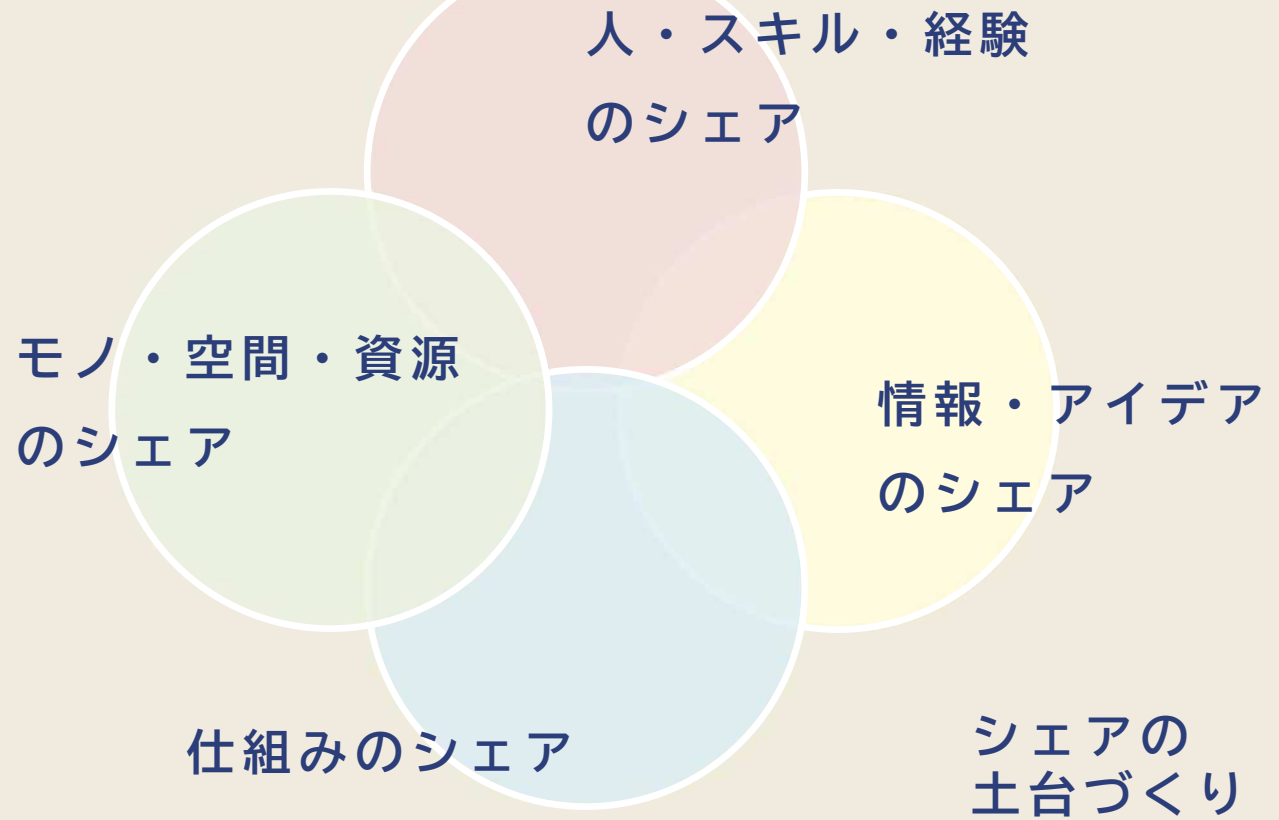 人・スキル・経験
のシェア
モノ・空間・資源
のシェア
情報・アイデア
のシェア
仕組みのシェア
シェアの
土台づくり